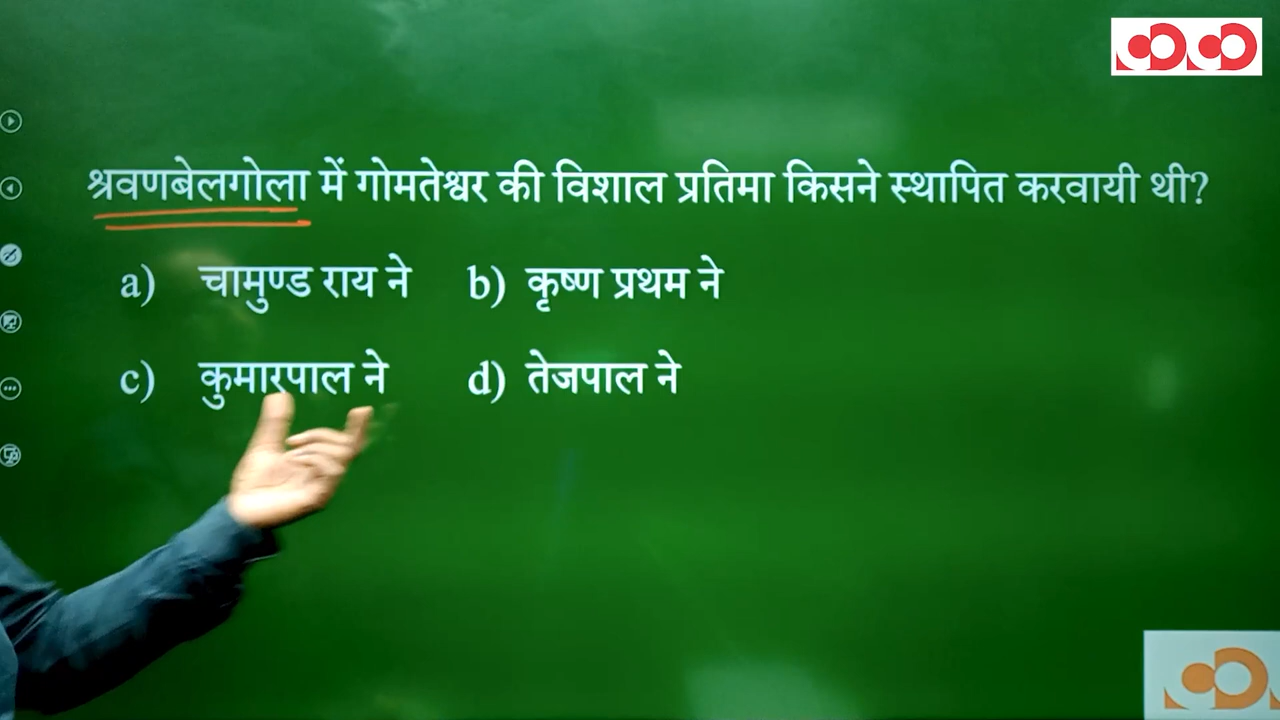 श्रवणबेलगोला में गोमतेश्वर की विशाल प्रतिमा किसने स्थापित करवायी थी?
a) चामुण्ड राय ने b) कृष्ण प्रथम ने
c) कुमारपाल ने d) तेजपाल ने